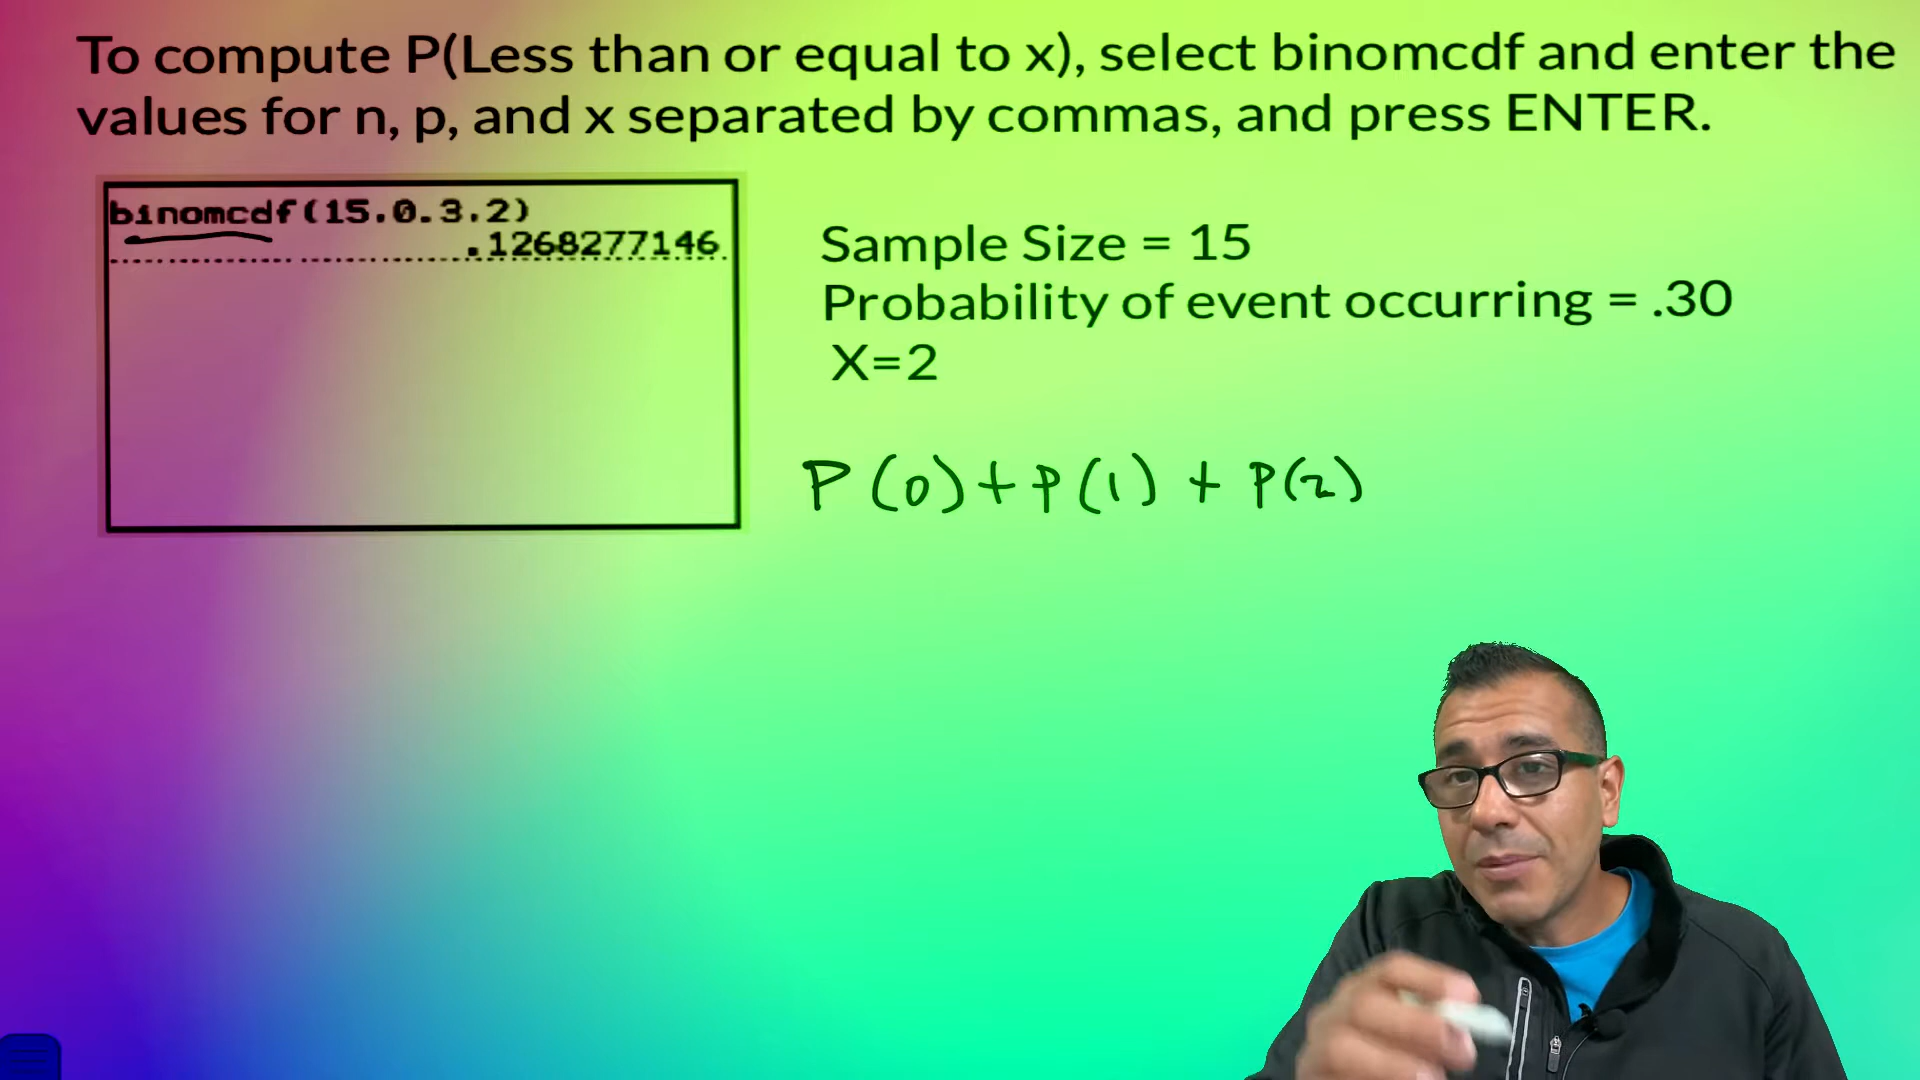 To compute P(Less than or equal to x), select binomcdf and enter the
values for n, p, and x separated by commas, and press ENTER.
binomcdf(15,0.3,2)
.1268277146
Sample Size = 15
Probability of event occurring = .30
X=2
P(0)+P(1)+P(2)